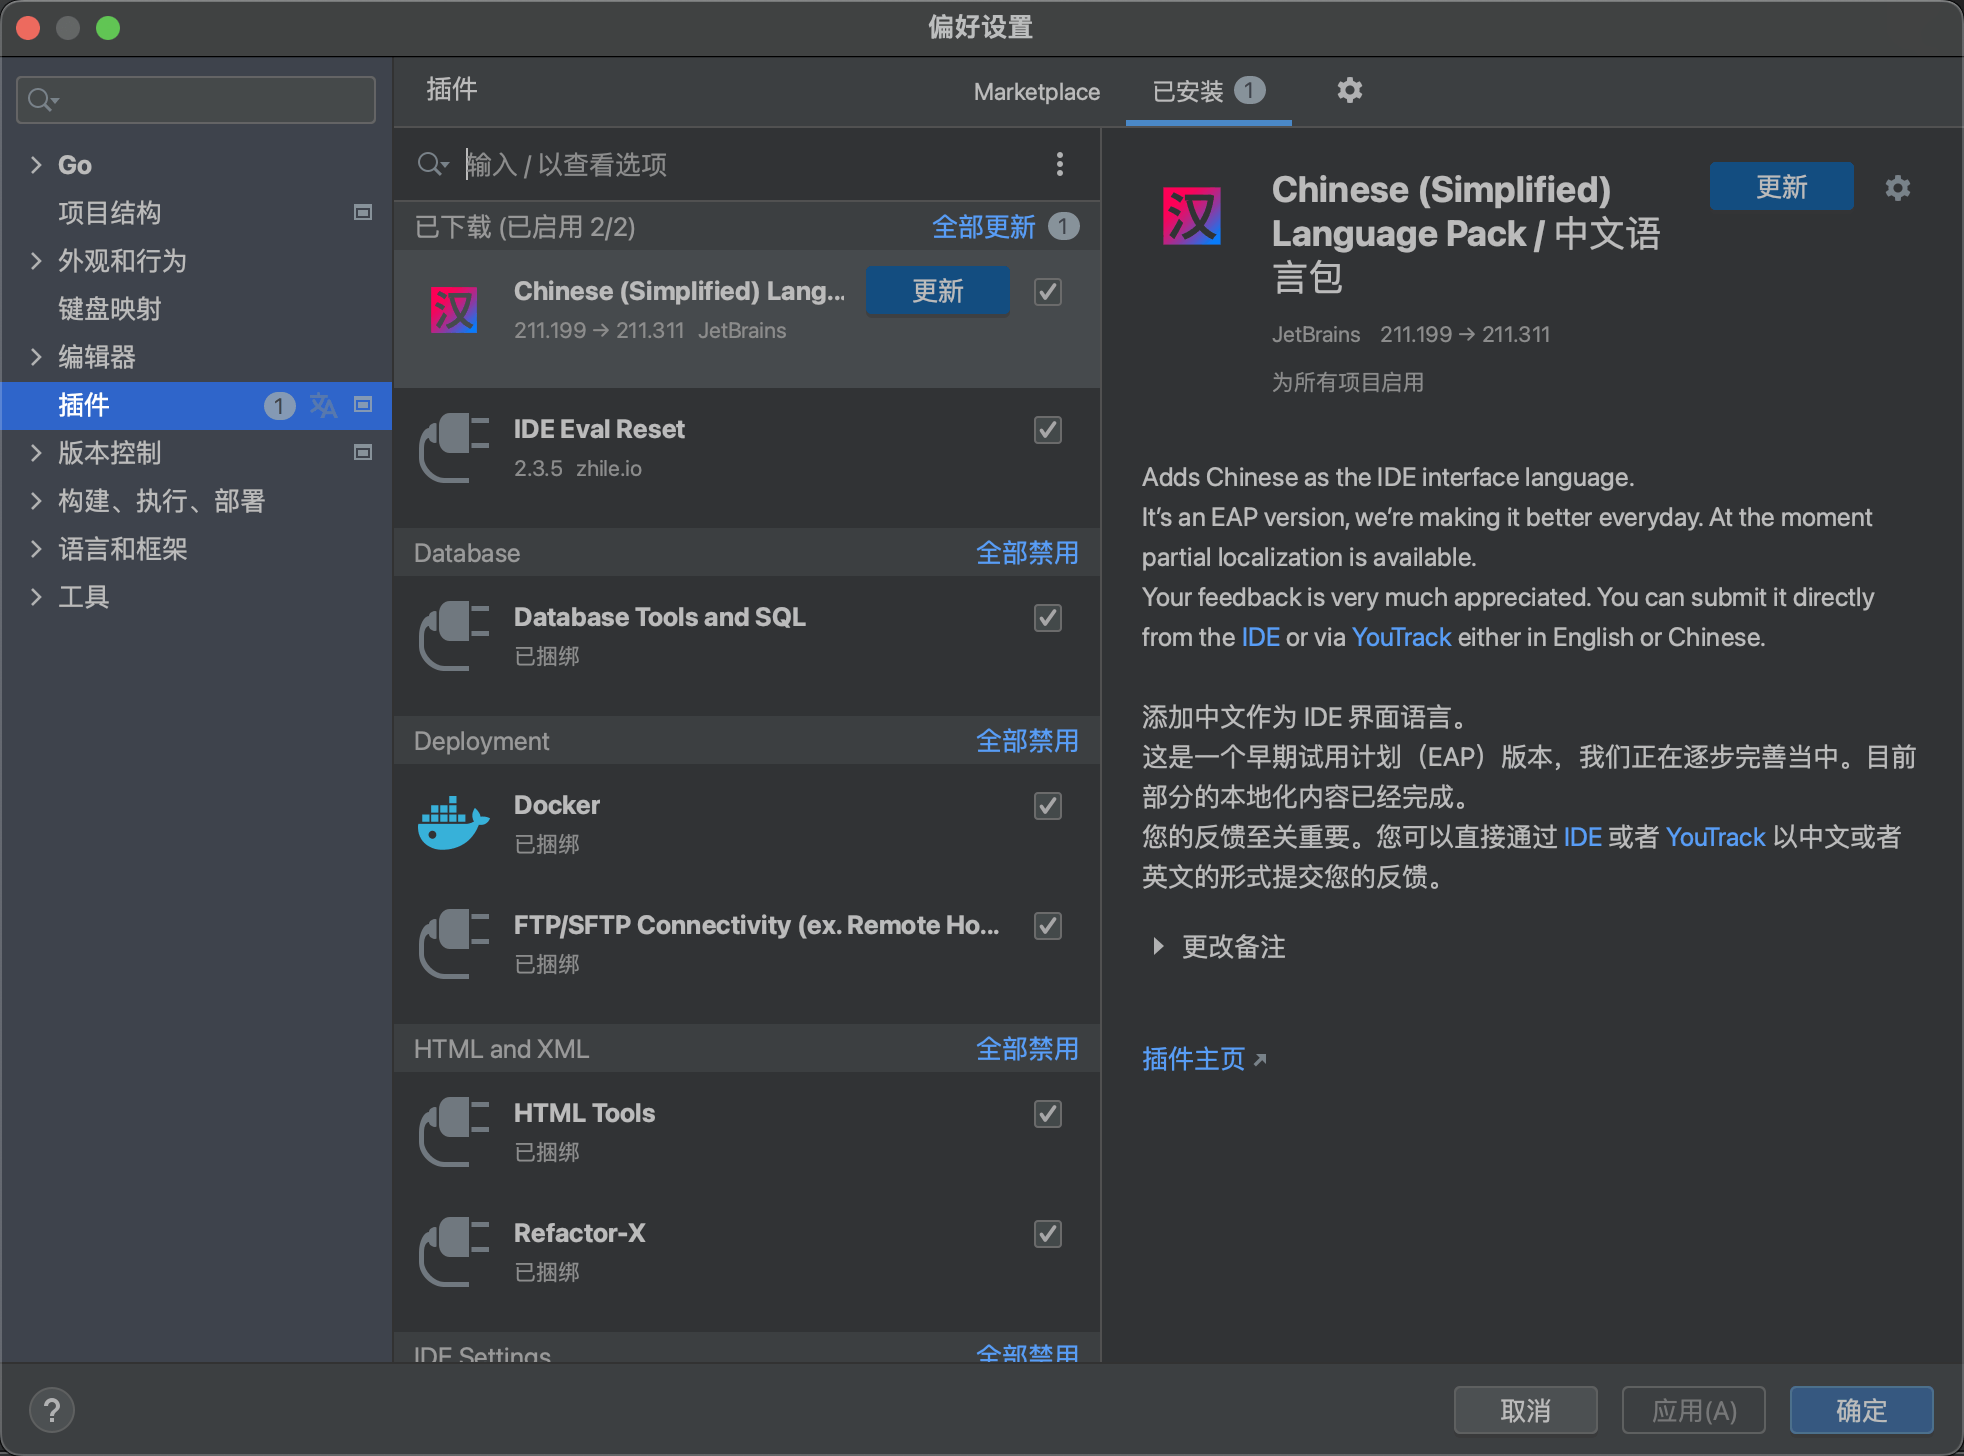 偏好设置
Go
项目结构
外观和行为
键盘映射
编辑器
插件 1
版本控制
构建、执行、部署
语言和框架
工具
插件
Marketplace
已安装 1
输入 / 以查看选项
已下载 (已启用 2/2) 全部更新 1
汉
Chinese (Simplified) Lang... 更新
211.199 → 211.311 JetBrains
IDE Eval Reset
2.3.5 zhile.io
Database 全部禁用
Database Tools and SQL
已捆绑
Deployment 全部禁用
Docker
已捆绑
FTP/SFTP Connectivity (ex. Remote Ho...
已捆绑
HTML and XML 全部禁用
HTML Tools
已捆绑
Refactor-X
已捆绑
IDE Settings 全部禁用
汉
Chinese (Simplified)
Language Pack / 中文语
言包
更新
JetBrains 211.199 → 211.311
为所有项目启用
Adds Chinese as the IDE interface language.
It's an EAP version, we're making it better everyday. At the moment
partial localization is available.
Your feedback is very much appreciated. You can submit it directly
from the IDE or via YouTrack either in English or Chinese.
添加中文作为 IDE 界面语言。
这是一个早期试用计划（EAP）版本，我们正在逐步完善当中。目前
部分的本地化内容已经完成。
您的反馈至关重要。您可以直接通过 IDE 或者 YouTrack 以中文或者
英文的形式提交您的反馈。
更改备注
插件主页
?
取消
应用(A)
确定